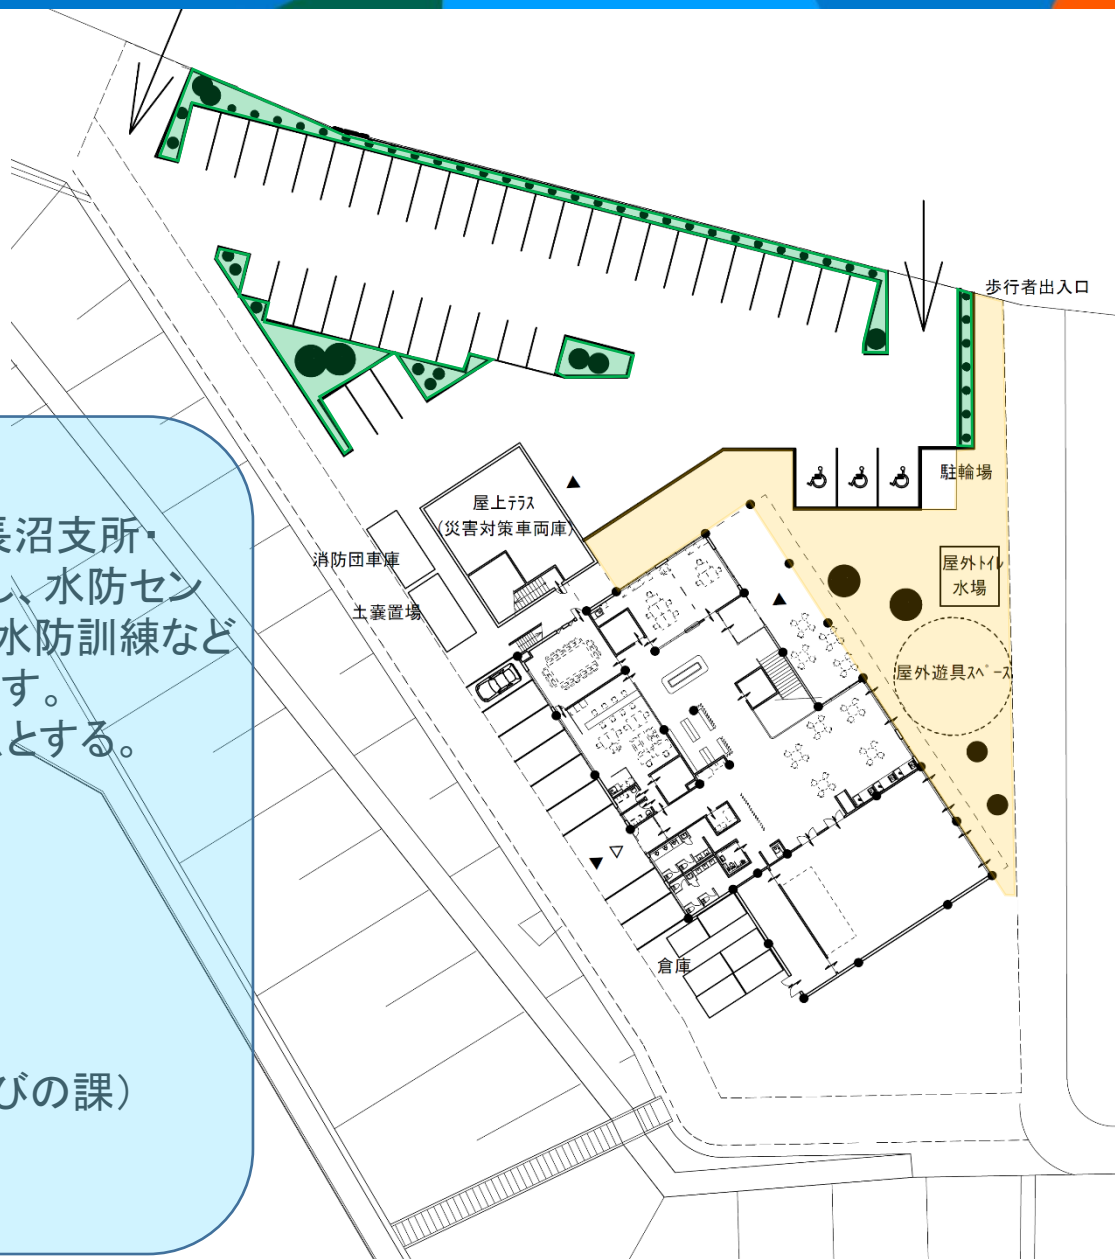 歩行者出入口
駐輪場
屋上テラス
(災害対策車両庫)
消防団車庫
土嚢置場
屋外トイレ
水場
屋外遊具スペース
倉庫
長沼支所・
し、水防セン
水防訓練など
す。
とする。
びの課)